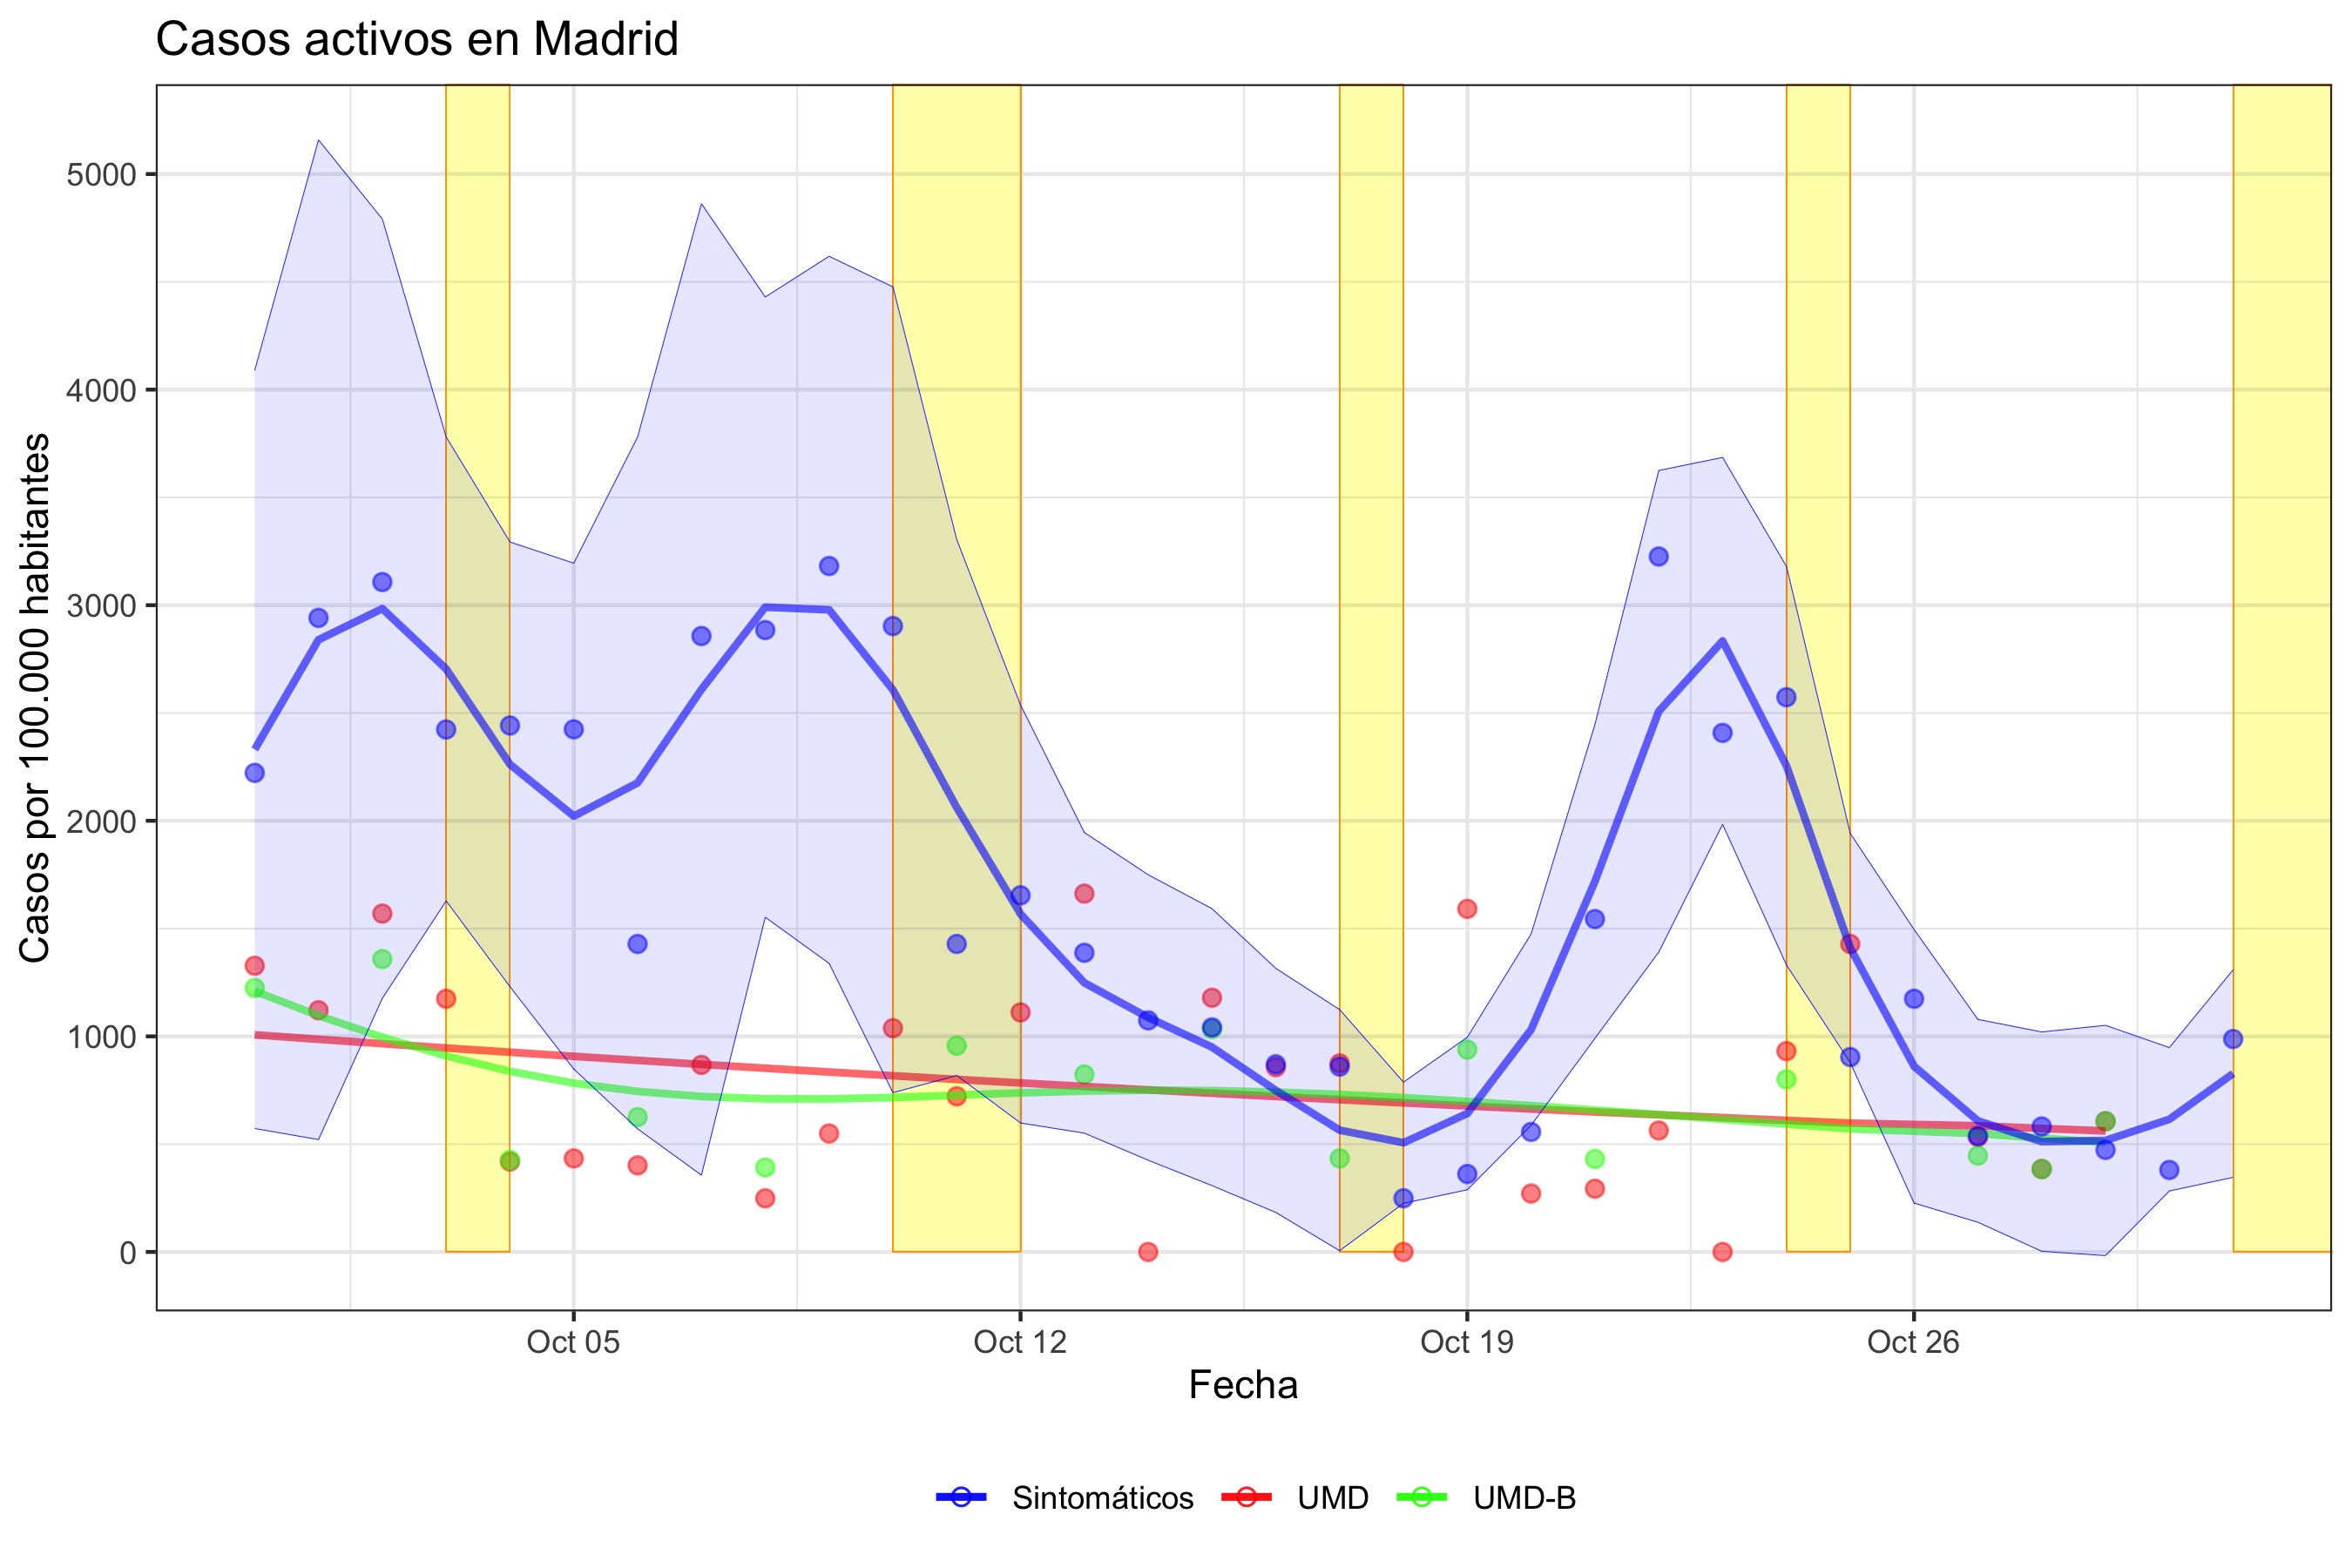 Casos activos en Madrid
Casos por 100.000 habitantes
5000
4000
3000
2000
1000
0
Oct 05 Oct 12 Oct 19 Oct 26
Fecha
Sintomáticos UMD UMD-B